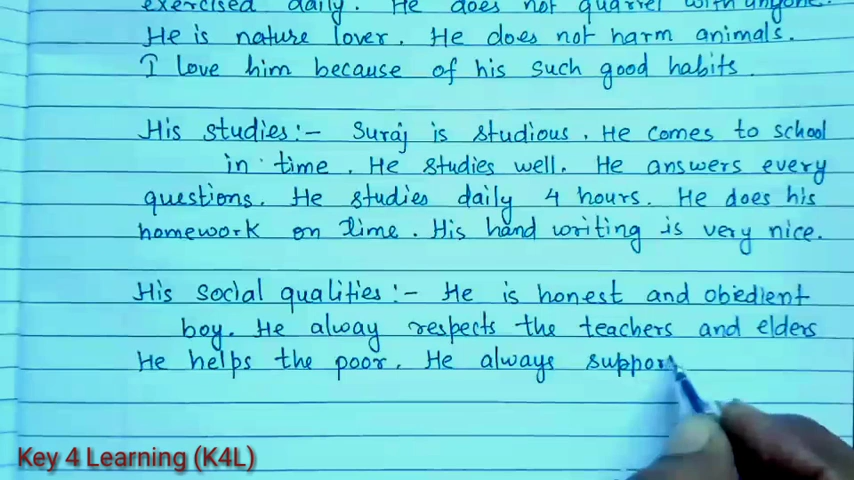 exercised daily. He does not quarrel with anyone.
He is nature lover. He does not harm animals.
I love him because of his such good habits.
His studies:- Suraj is studious. He comes to school
in time. He studies well. He answers every
questions. He studies daily 4 hours. He does his
homework on time. His hand writing is very nice.
His social qualities:- He is honest and obiedient
boy. He alway respects the teachers and elders
He helps the poor. He always suppor
Key 4 Learning (K4L)